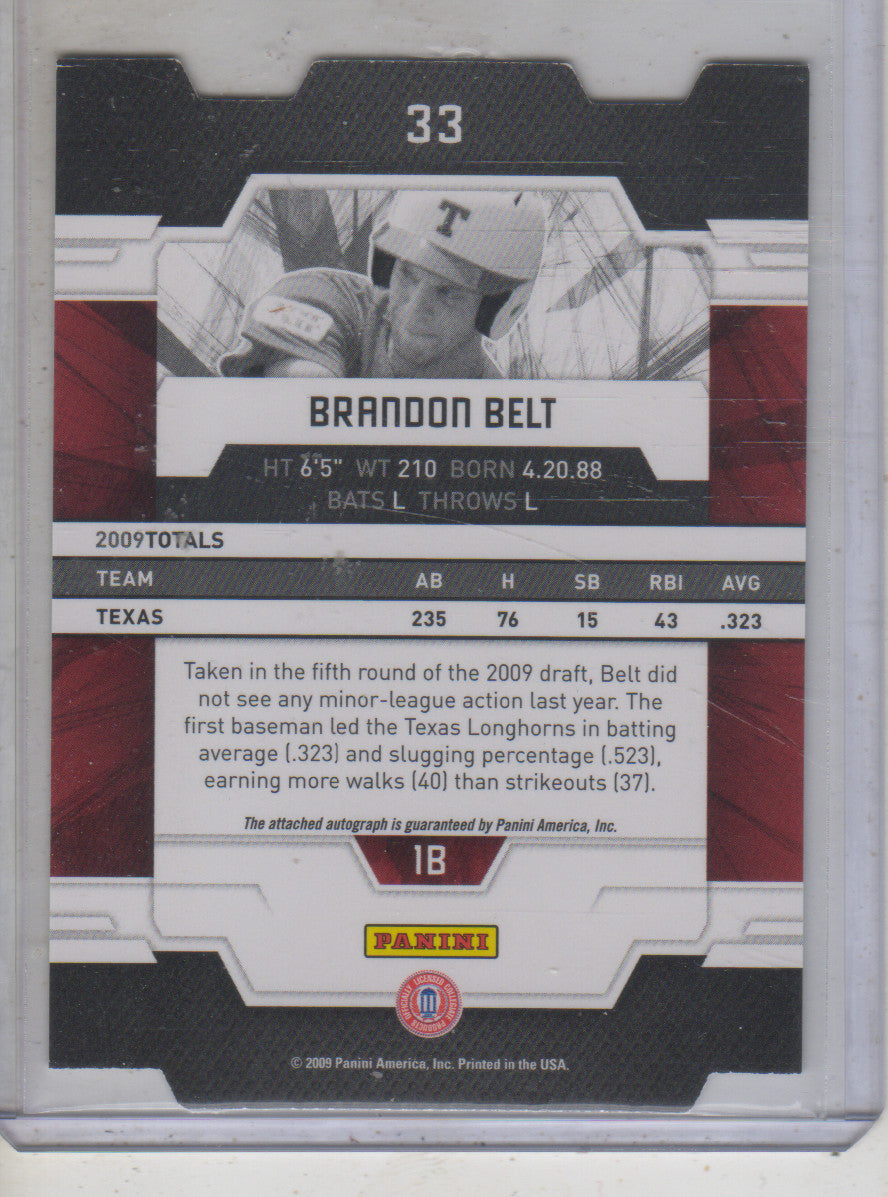 33
T
BRANDON BELT
HT 6'5" WT 210 BORN 4.20.88
BATS L THROWS L
2009TOTALS
TEAM AB H SB RBI AVG
TEXAS 235 76 15 43 .323
Taken in the fifth round of the 2009 draft, Belt did
not see any minor-league action last year. The
first baseman led the Texas Longhorns in batting
average (.323) and slugging percentage (.523),
earning more walks (40) than strikeouts (37).
The attached autograph is guaranteed by Panini America, Inc.
1B
PANINI
OFFICIALLY LICENSED COLLEGIATE PRODUCTS
© 2009 Panini America, Inc. Printed in the USA.